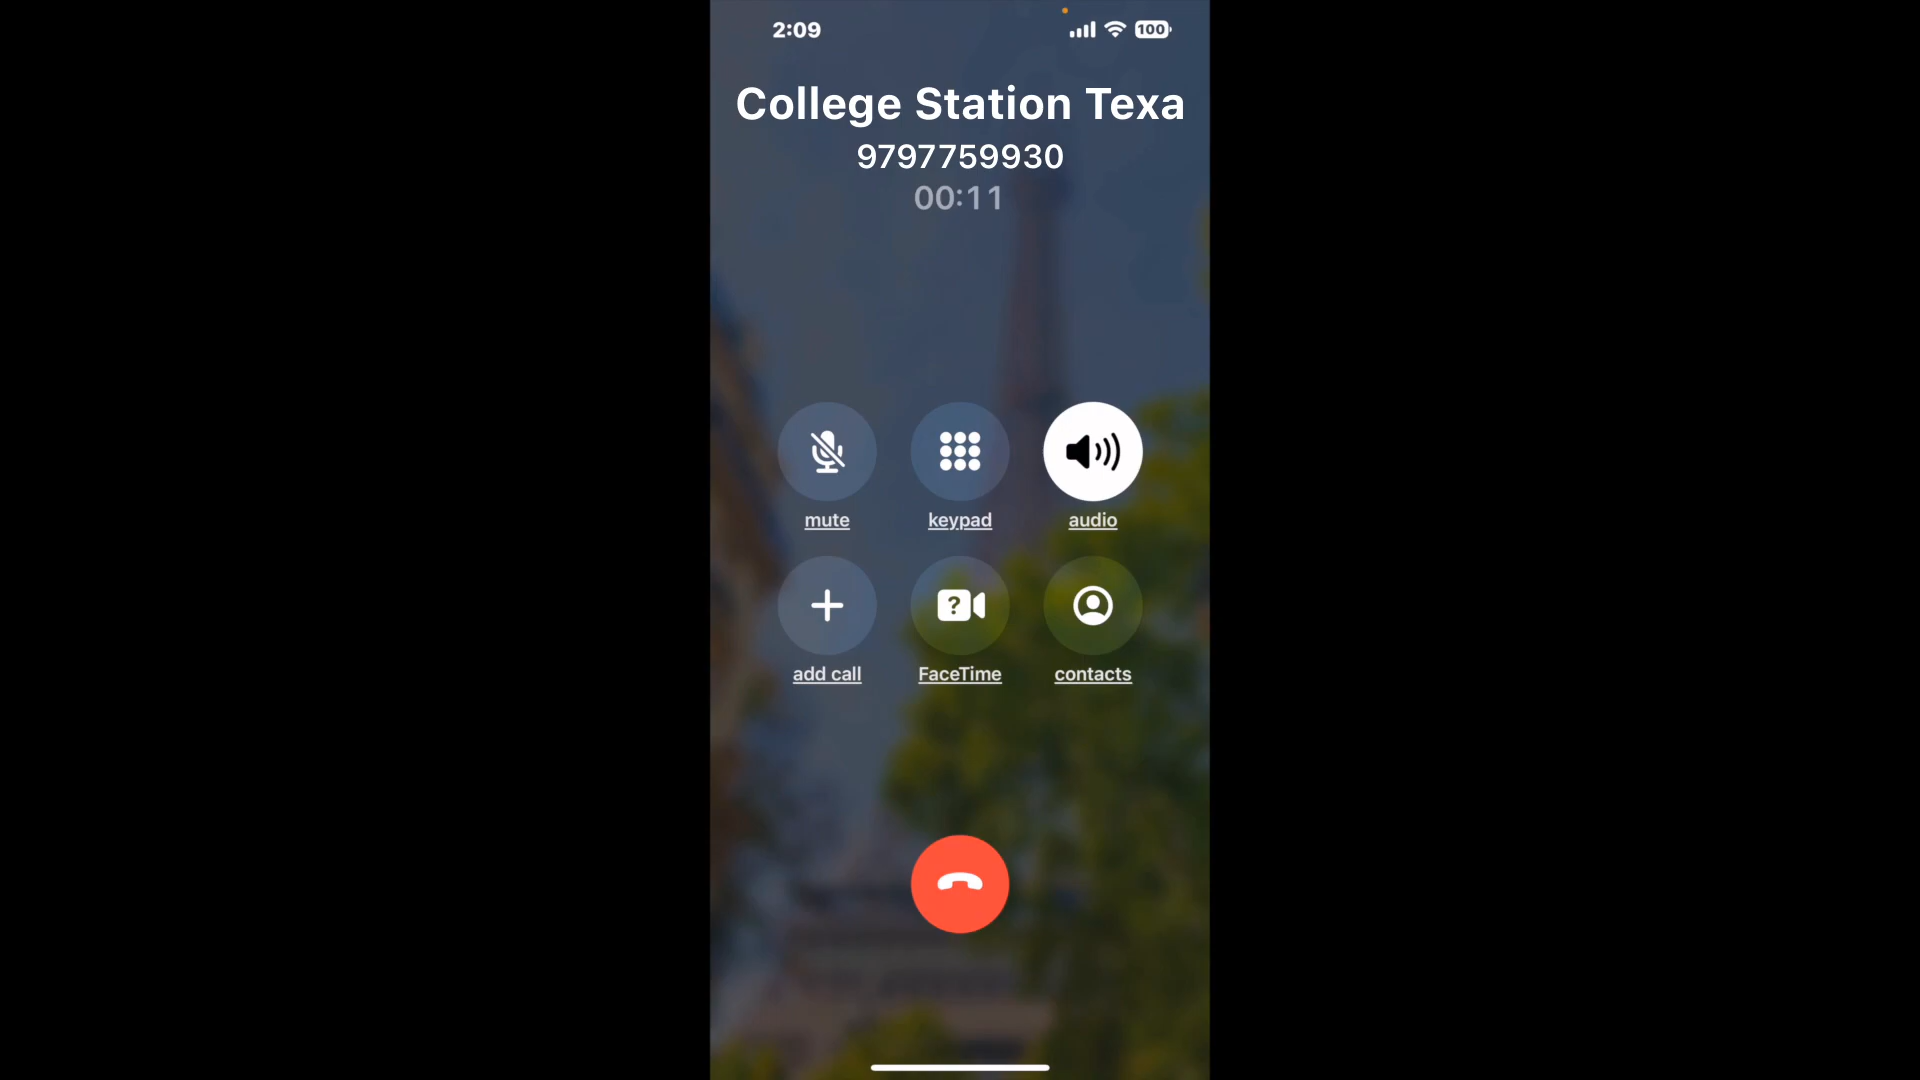 2:09
100
College Station Texa
9797759930
00:11
mute
keypad
audio
?
add call
FaceTime
contacts